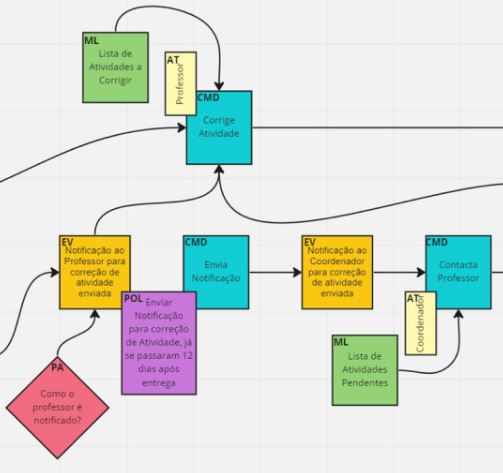 ML
Lista de
Atividades a
Corrigir
AT
Professor
CMD
Corrige
Atividade
EV
Notificação ao
Professor para
correção de
atividade
enviada
CMD
Envia
Notificação
EV
Notificação ao
Coordenador
para correção
de atividade
enviada
CMD
Contacta
Professor
POL Enviar
Notificação
para correção
de Atividade, já
se passaram 12
dias após
entrega
AT
Coordenador
ML
Lista de
Atividades
Pendentes
PA
Como o
professor é
notificado?